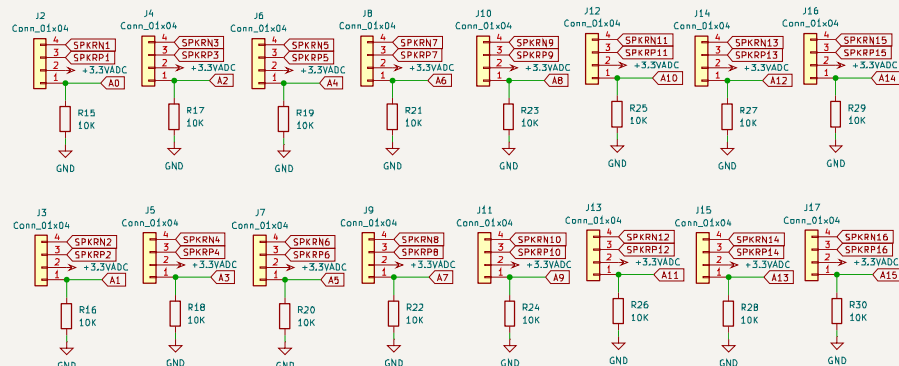 J2
Conn_01x04
4 SPKRN1
3 SPKRP1
2 +3.3VADC
1 A0
R15
10K
GND
J4
Conn_01x04
4 SPKRN3
3 SPKRP3
2 +3.3VADC
1 A2
R17
10K
GND
J6
Conn_01x04
4 SPKRN5
3 SPKRP5
2 +3.3VADC
1 A4
R19
10K
GND
J8
Conn_01x04
4 SPKRN7
3 SPKRP7
2 +3.3VADC
1 A6
R21
10K
GND
J10
Conn_01x04
4 SPKRN9
3 SPKRP9
2 +3.3VADC
1 A8
R23
10K
GND
J12
Conn_01x04
4 SPKRN11
3 SPKRP11
2 +3.3VADC
1 A10
R25
10K
GND
J14
Conn_01x04
4 SPKRN13
3 SPKRP13
2 +3.3VADC
1 A12
R27
10K
GND
J16
Conn_01x04
4 SPKRN15
3 SPKRP15
2 +3.3VADC
1 A14
R29
10K
GND
J3
Conn_01x04
4 SPKRN2
3 SPKRP2
2 +3.3VADC
1 A1
R16
10K
GND
J5
Conn_01x04
4 SPKRN4
3 SPKRP4
2 +3.3VADC
1 A3
R18
10K
GND
J7
Conn_01x04
4 SPKRN6
3 SPKRP6
2 +3.3VADC
1 A5
R20
10K
GND
J9
Conn_01x04
4 SPKRN8
3 SPKRP8
2 +3.3VADC
1 A7
R22
10K
GND
J11
Conn_01x04
4 SPKRN10
3 SPKRP10
2 +3.3VADC
1 A9
R24
10K
GND
J13
Conn_01x04
4 SPKRN12
3 SPKRP12
2 +3.3VADC
1 A11
R26
10K
GND
J15
Conn_01x04
4 SPKRN14
3 SPKRP14
2 +3.3VADC
1 A13
R28
10K
GND
J17
Conn_01x04
4 SPKRN16
3 SPKRP16
2 +3.3VADC
1 A15
R30
10K
GND